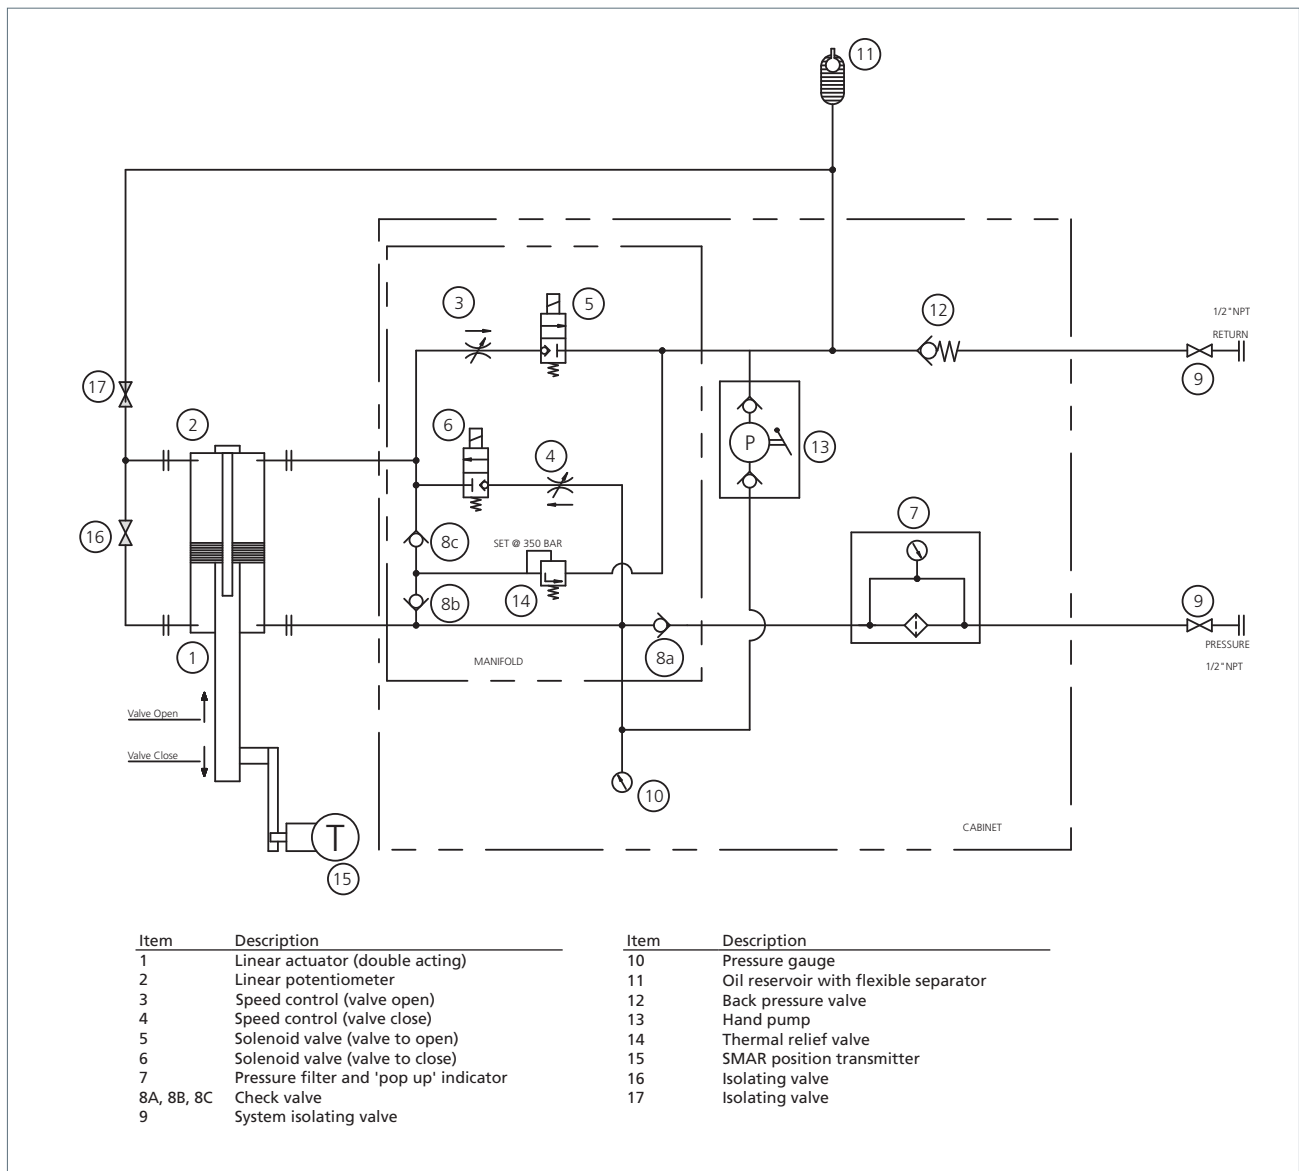 11
3
5
12
1/2" NPT
RETURN
9
17
2
6
4
P
13
16
8c
SET @ 350 BAR
7
8b
14
9
PRESSURE
1/2" NPT
1
MANIFOLD
8a
Valve Open
Valve Close
10
CABINET
T
15
Item Description
1 Linear actuator (double acting)
2 Linear potentiometer
3 Speed control (valve open)
4 Speed control (valve close)
5 Solenoid valve (valve to open)
6 Solenoid valve (valve to close)
7 Pressure filter and 'pop up' indicator
8A, 8B, 8C Check valve
9 System isolating valve
Item Description
10 Pressure gauge
11 Oil reservoir with flexible separator
12 Back pressure valve
13 Hand pump
14 Thermal relief valve
15 SMAR position transmitter
16 Isolating valve
17 Isolating valve